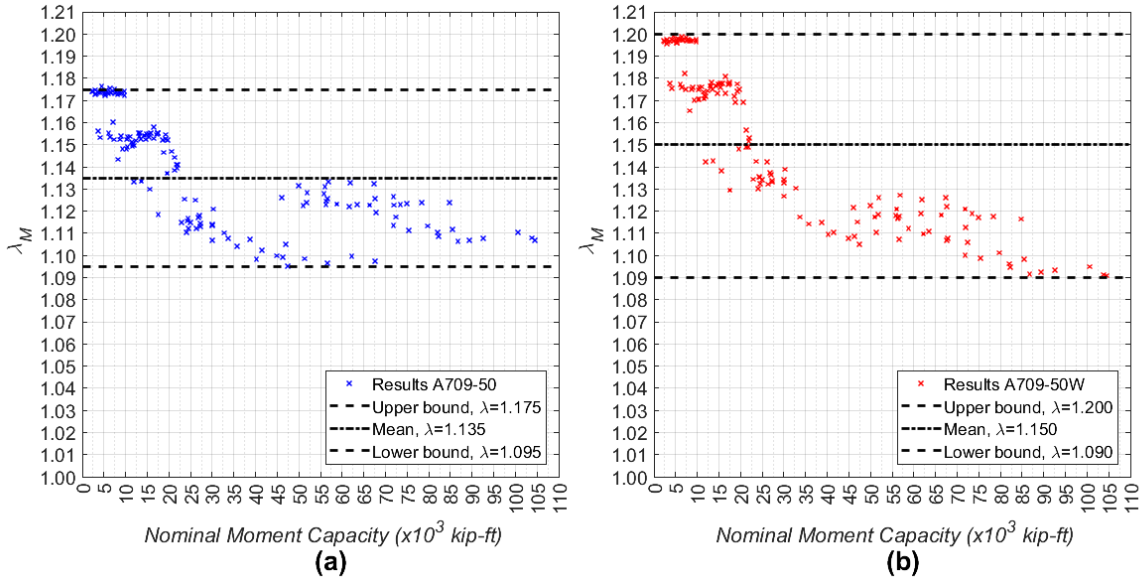 1.21
1.20
1.19
1.18
1.17
1.16
1.15
1.14
1.13
1.12
1.11
1.10
1.09
1.08
1.07
1.06
1.05
1.04
1.03
1.02
1.01
1.00
λM
Results A709-50
Upper bound, λ=1.175
Mean, λ=1.135
Lower bound, λ=1.095
0 5 10 15 20 25 30 35 40 45 50 55 60 65 70 75 80 85 90 95 100 105 110
Nominal Moment Capacity (x10³ kip-ft)
(a)
1.21
1.20
1.19
1.18
1.17
1.16
1.15
1.14
1.13
1.12
1.11
1.10
1.09
1.08
1.07
1.06
1.05
1.04
1.03
1.02
1.01
1.00
λM
Results A709-50W
Upper bound, λ=1.200
Mean, λ=1.150
Lower bound, λ=1.090
0 5 10 15 20 25 30 35 40 45 50 55 60 65 70 75 80 85 90 95 100 105 110
Nominal Moment Capacity (x10³ kip-ft)
(b)